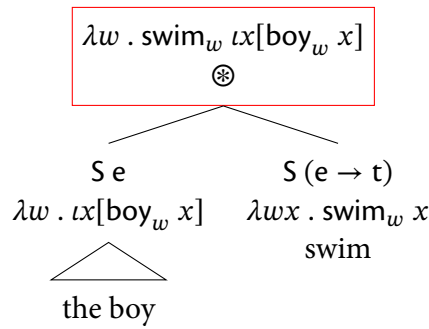 λw . swim_w ιx[boy_w x]
⊛
S e
λw . ιx[boy_w x]
the boy
S (e → t)
λwx . swim_w x
swim